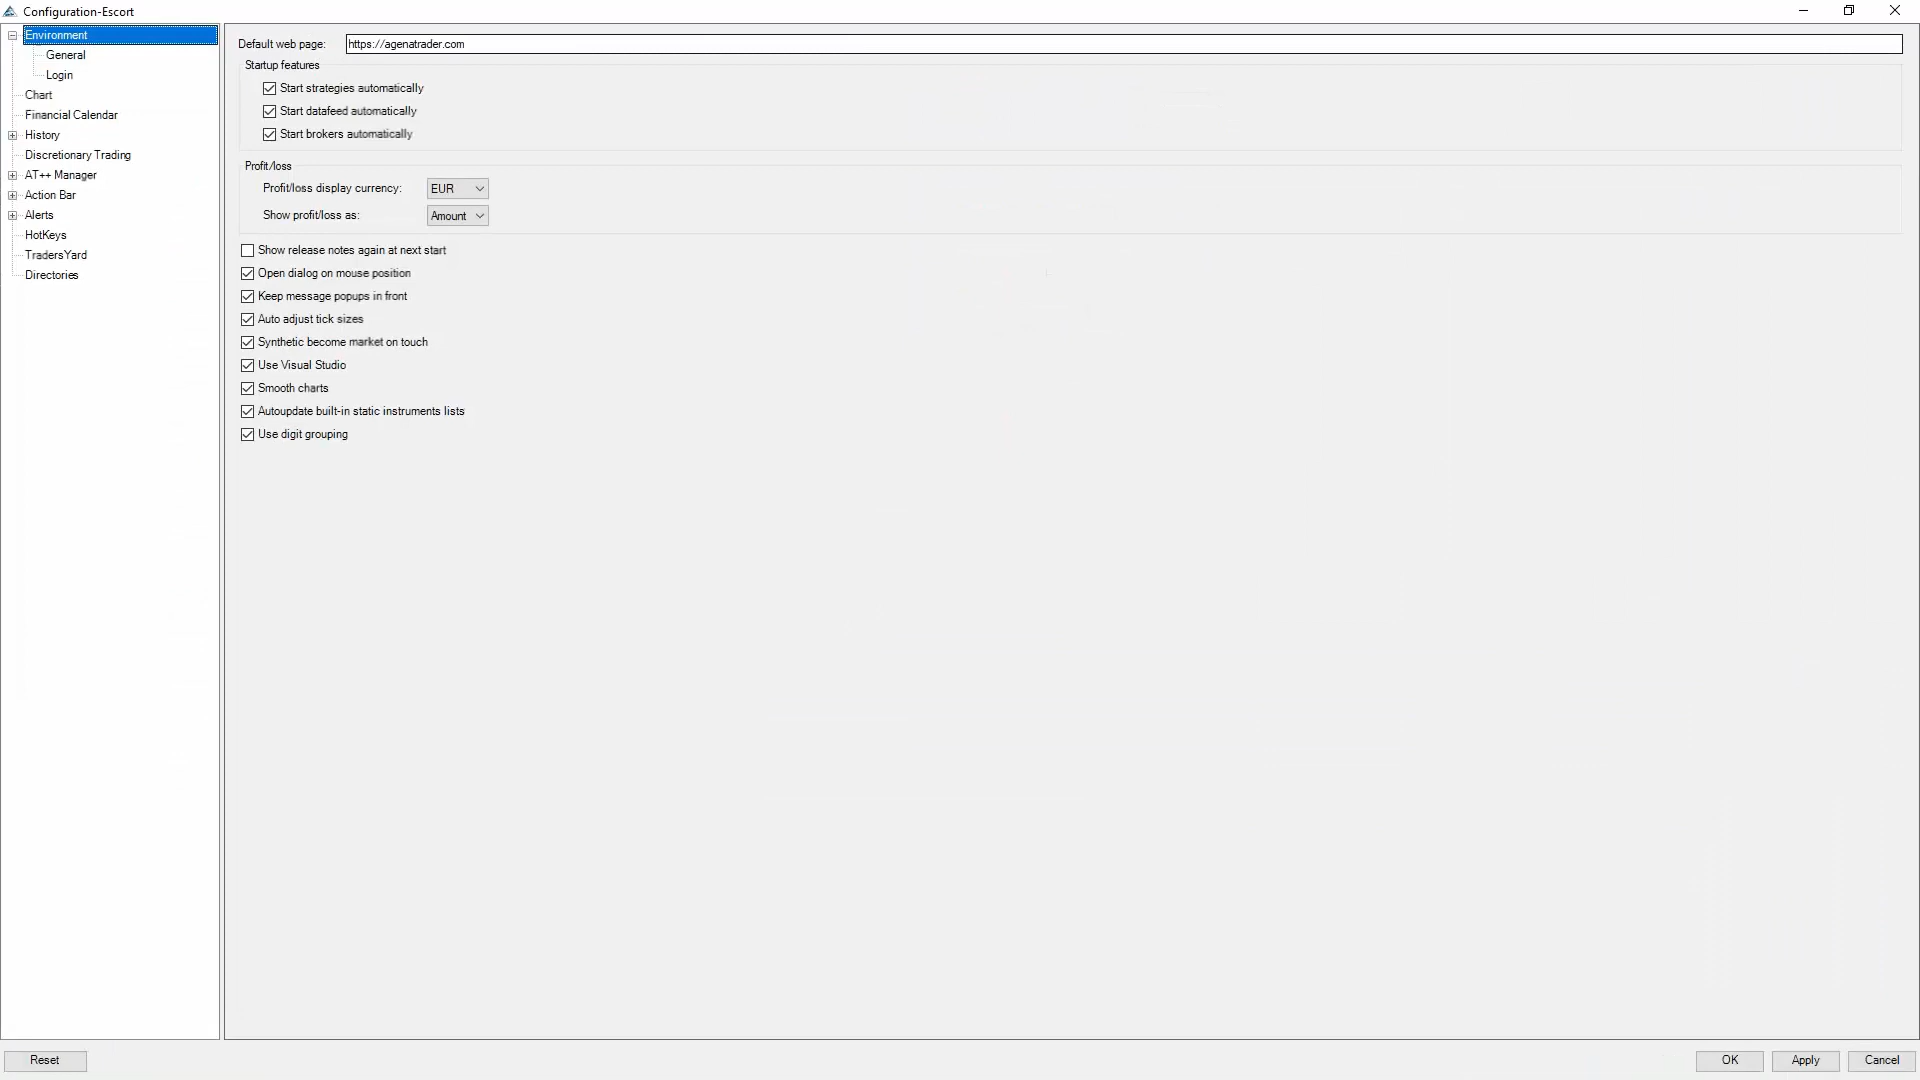 Configuration-Escort
Environment
General
Login
Chart
Financial Calendar
History
Discretionary Trading
AT++ Manager
Action Bar
Alerts
HotKeys
TradersYard
Directories
Default web page: https://agenatrader.com
Startup features
Start strategies automatically
Start datafeed automatically
Start brokers automatically
Profit/loss
Profit/loss display currency: EUR
Show profit/loss as: Amount
Show release notes again at next start
Open dialog on mouse position
Keep message popups in front
Auto adjust tick sizes
Synthetic become market on touch
Use Visual Studio
Smooth charts
Autoupdate built-in static instruments lists
Use digit grouping
Reset OK Apply Cancel